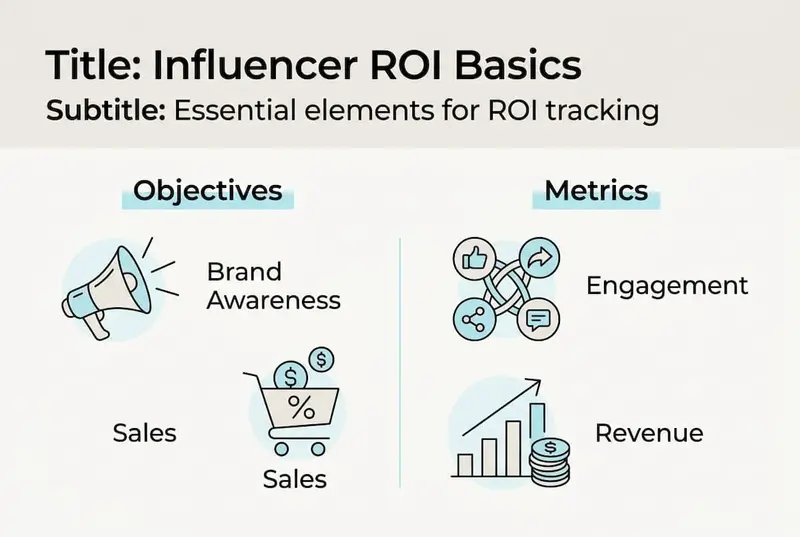 Title: Influencer ROI Basics
Subtitle: Essential elements for ROI tracking
Objectives
Brand
Awareness
$
$
%
Sales
Sales
Metrics
Engagement
$
Revenue